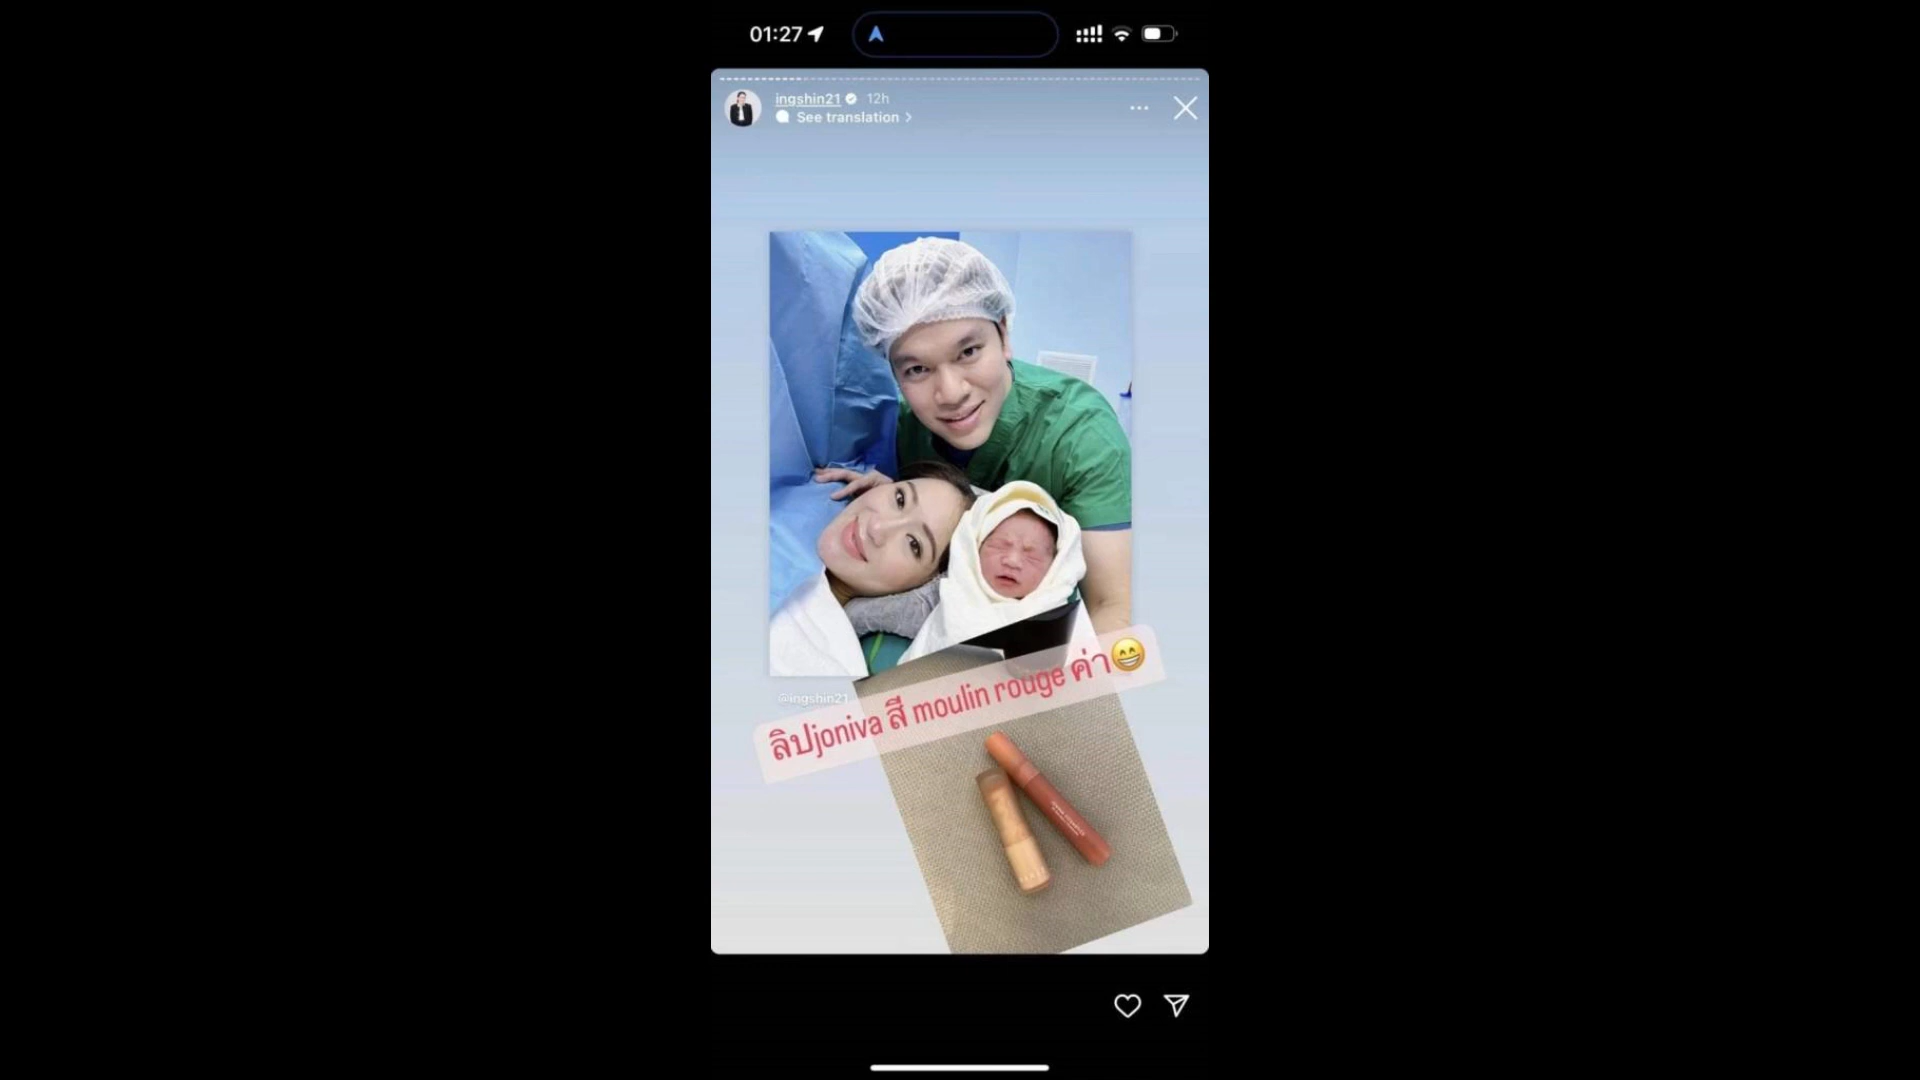 01:27
ingshin21 12h
See translation
@ingshin21
ลิปjoniva สี moulin rouge ค่า😁